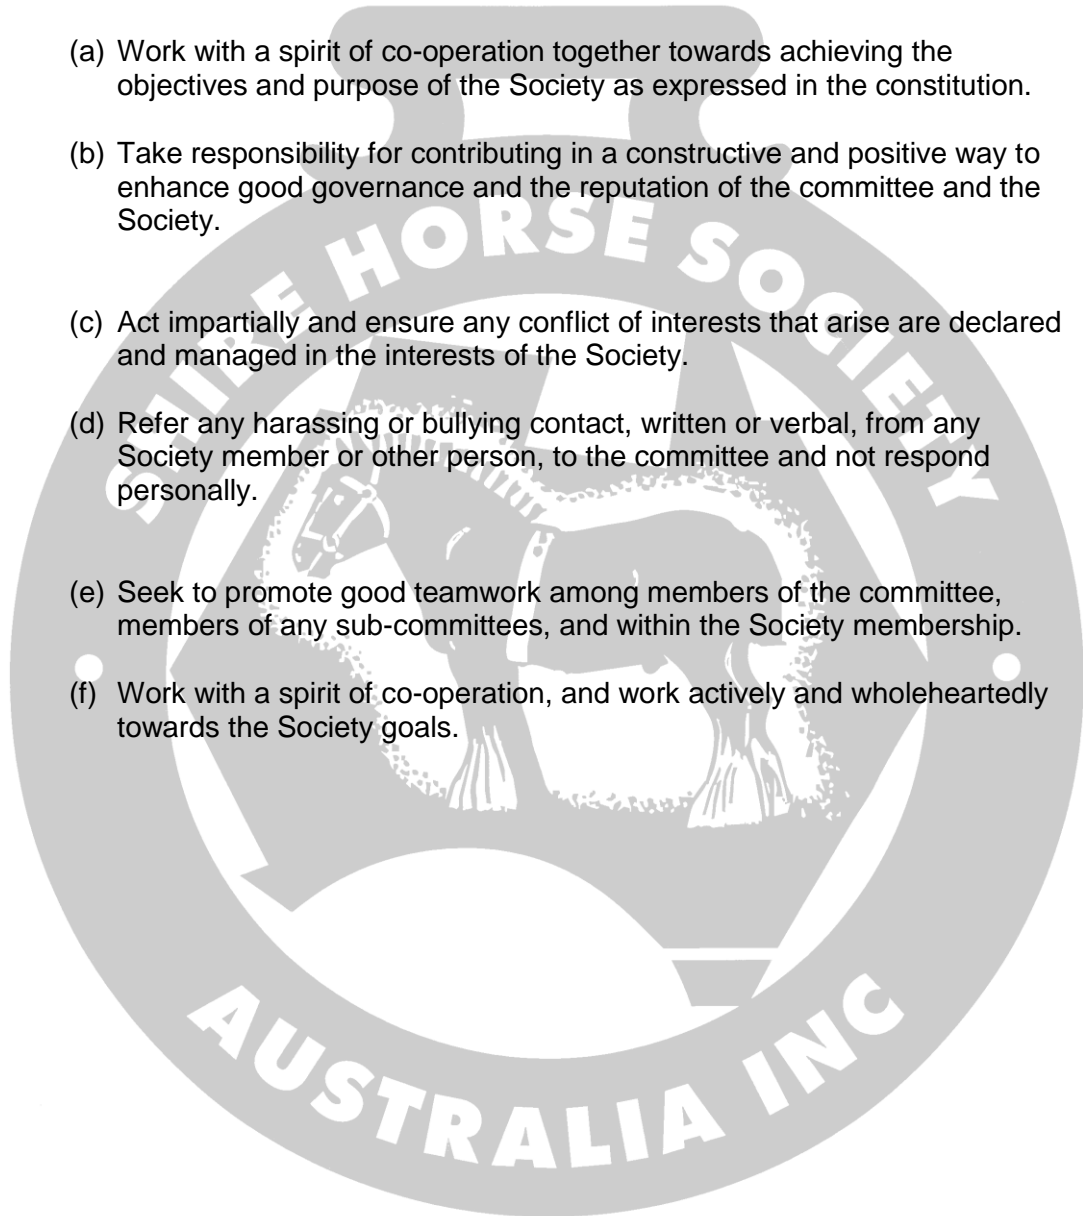 (a) Work with a spirit of co-operation together towards achieving the
objectives and purpose of the Society as expressed in the constitution.
(b) Take responsibility for contributing in a constructive and positive way to
enhance good governance and the reputation of the committee and the
Society.
(c) Act impartially and ensure any conflict of interests that arise are declared
and managed in the interests of the Society.
(d) Refer any harassing or bullying contact, written or verbal, from any
Society member or other person, to the committee and not respond
personally.
(e) Seek to promote good teamwork among members of the committee,
members of any sub-committees, and within the Society membership.
(f) Work with a spirit of co-operation, and work actively and wholeheartedly
towards the Society goals.
SHIRE HORSE SOCIETY
AUSTRALIA INC